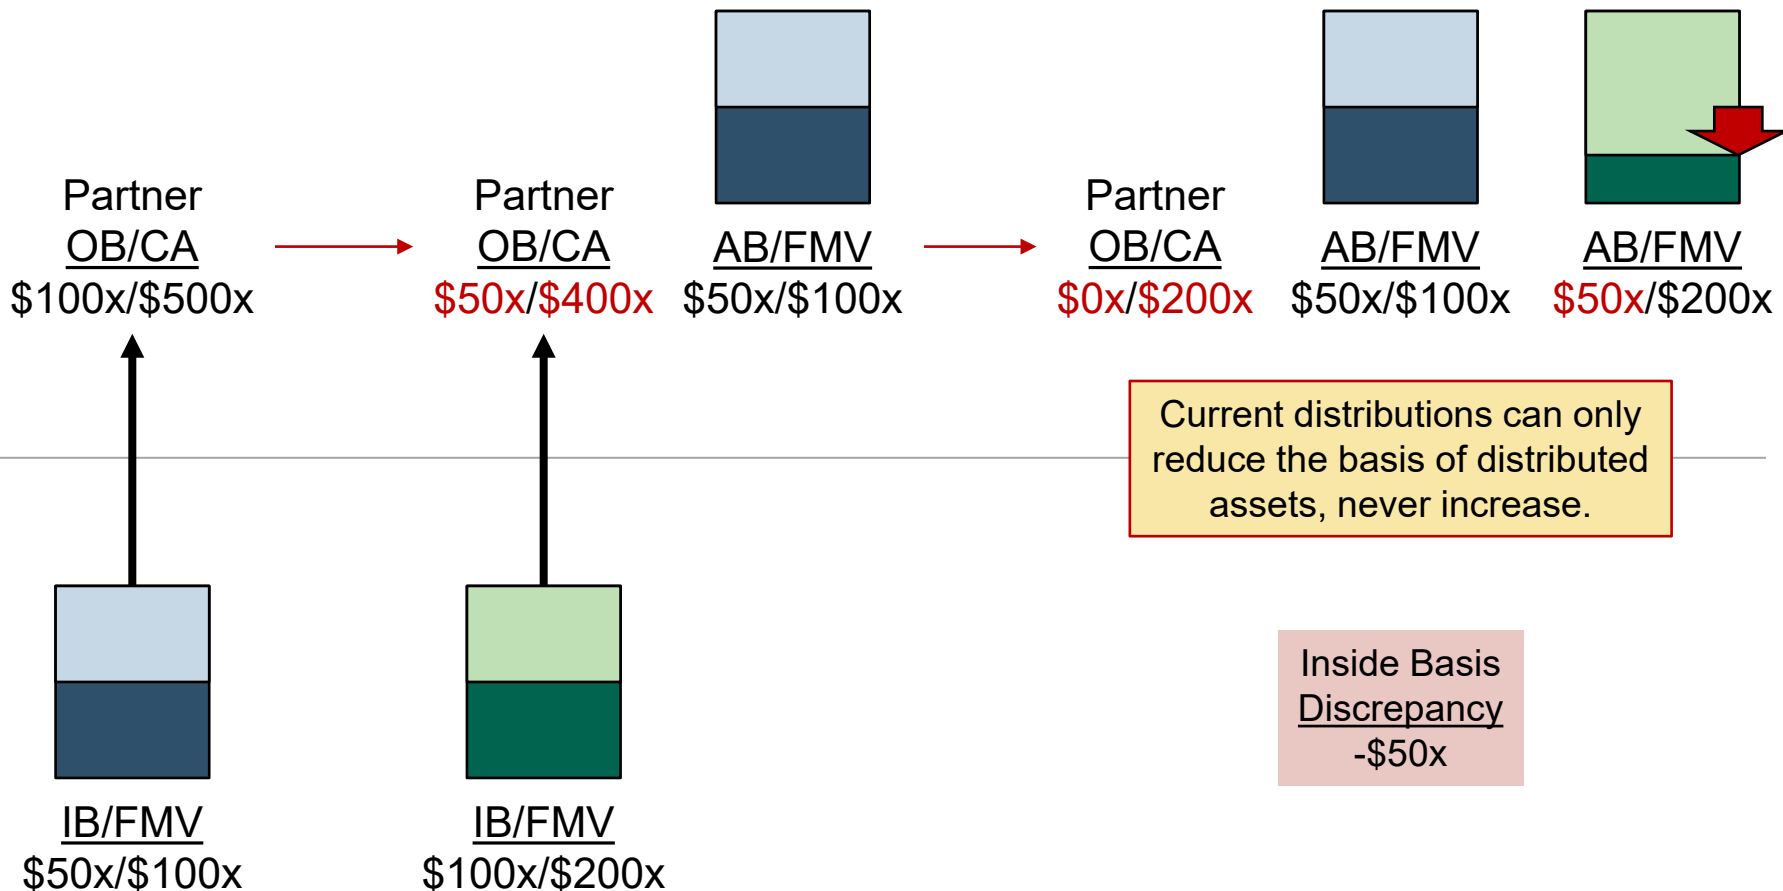 Partner
OB/CA
$100x/$500x
Partner
OB/CA
$50x/$400x
AB/FMV
$50x/$100x
Partner
OB/CA
$0x/$200x
AB/FMV
$50x/$100x
AB/FMV
$50x/$200x
Current distributions can only
reduce the basis of distributed
assets, never increase.
Inside Basis
Discrepancy
-$50x
IB/FMV
$50x/$100x
IB/FMV
$100x/$200x